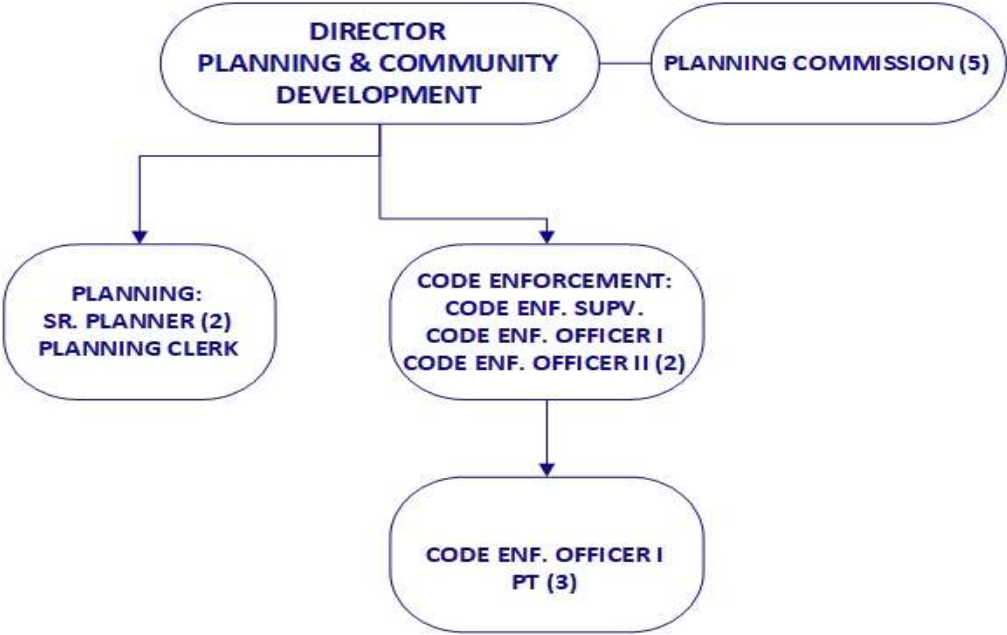 DIRECTOR
PLANNING & COMMUNITY
DEVELOPMENT
PLANNING COMMISSION (5)
PLANNING:
SR. PLANNER (2)
PLANNING CLERK
CODE ENFORCEMENT:
CODE ENF. SUPV.
CODE ENF. OFFICER I
CODE ENF. OFFICER II (2)
CODE ENF. OFFICER I
PT (3)